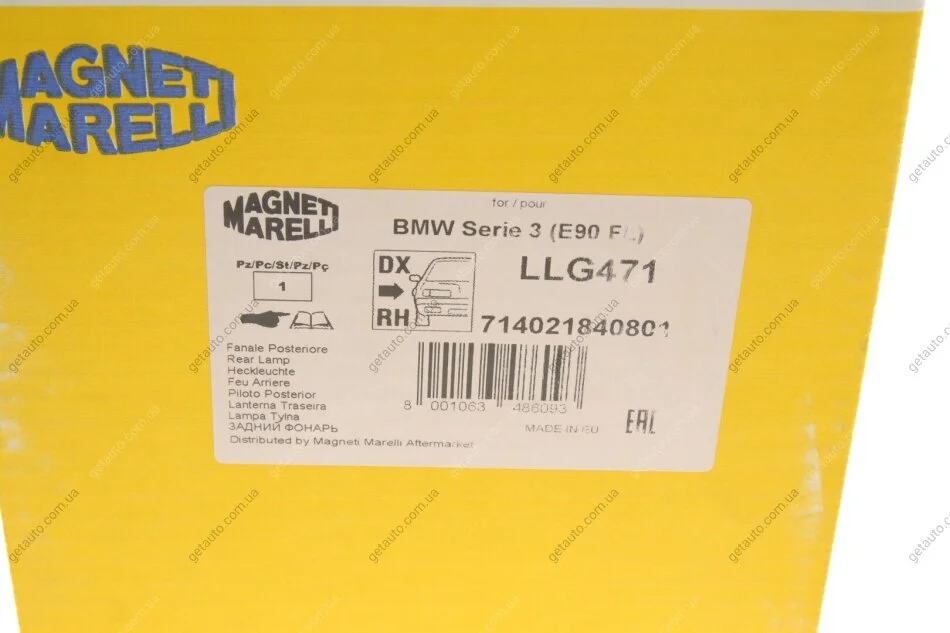 MAGNETI
MARELLI
MAGNETI
MARELLI
for / pour
BMW Serie 3 (E90 FL)
Pz/Pc/St/Pz/Pç
1
DX
RH
LLG471
714021840801
Fanale Posteriore
Rear Lamp
Heckleuchte
Feu Arriere
Piloto Posterior
Lanterna Traseira
Lampa Tylna
ЗАДНИЙ ФОНАРЬ
Distributed by Magneti Marelli Aftermarket
8 001063 486093
MADE IN EU
EAC
getauto.com.ua